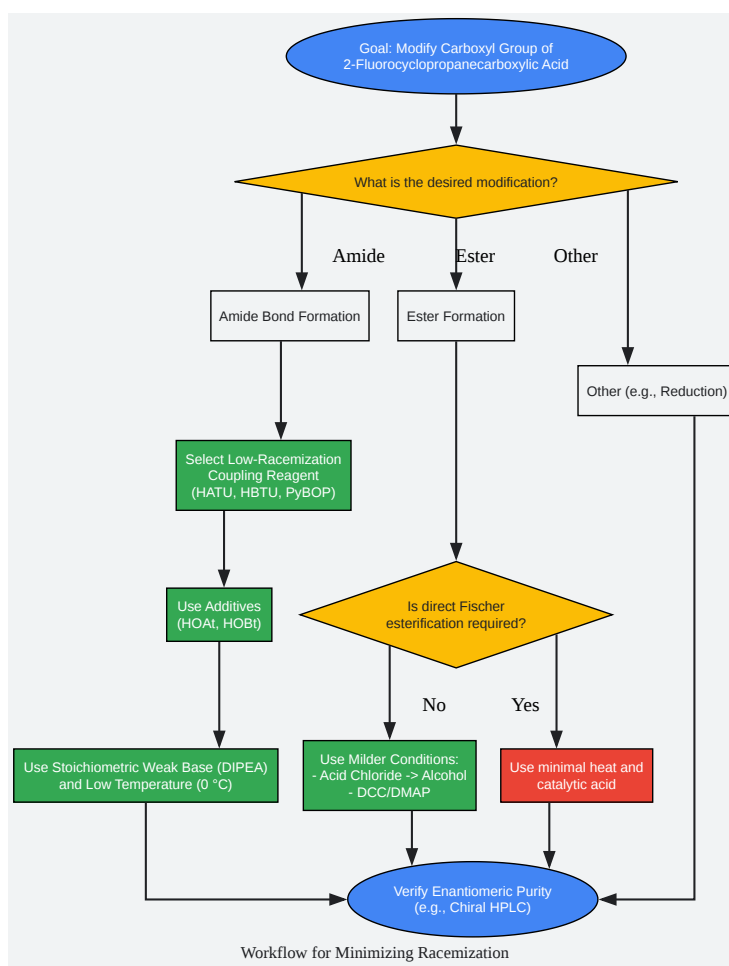 Goal: Modify Carboxyl Group of
2-Fluorocyclopropanecarboxylic Acid
What is the desired modification?
Amide
Ester
Other
Amide Bond Formation
Ester Formation
Other (e.g., Reduction)
Select Low-Racemization
Coupling Reagent
(HATU, HBTU, PyBOP)
Use Additives
(HOAt, HOBt)
Is direct Fischer
esterification required?
No
Yes
Use Stoichiometric Weak Base (DIPEA)
and Low Temperature (0 °C)
Use Milder Conditions:
- Acid Chloride -> Alcohol
- DCC/DMAP
Use minimal heat and
catalytic acid
Verify Enantiomeric Purity
(e.g., Chiral HPLC)
Workflow for Minimizing Racemization